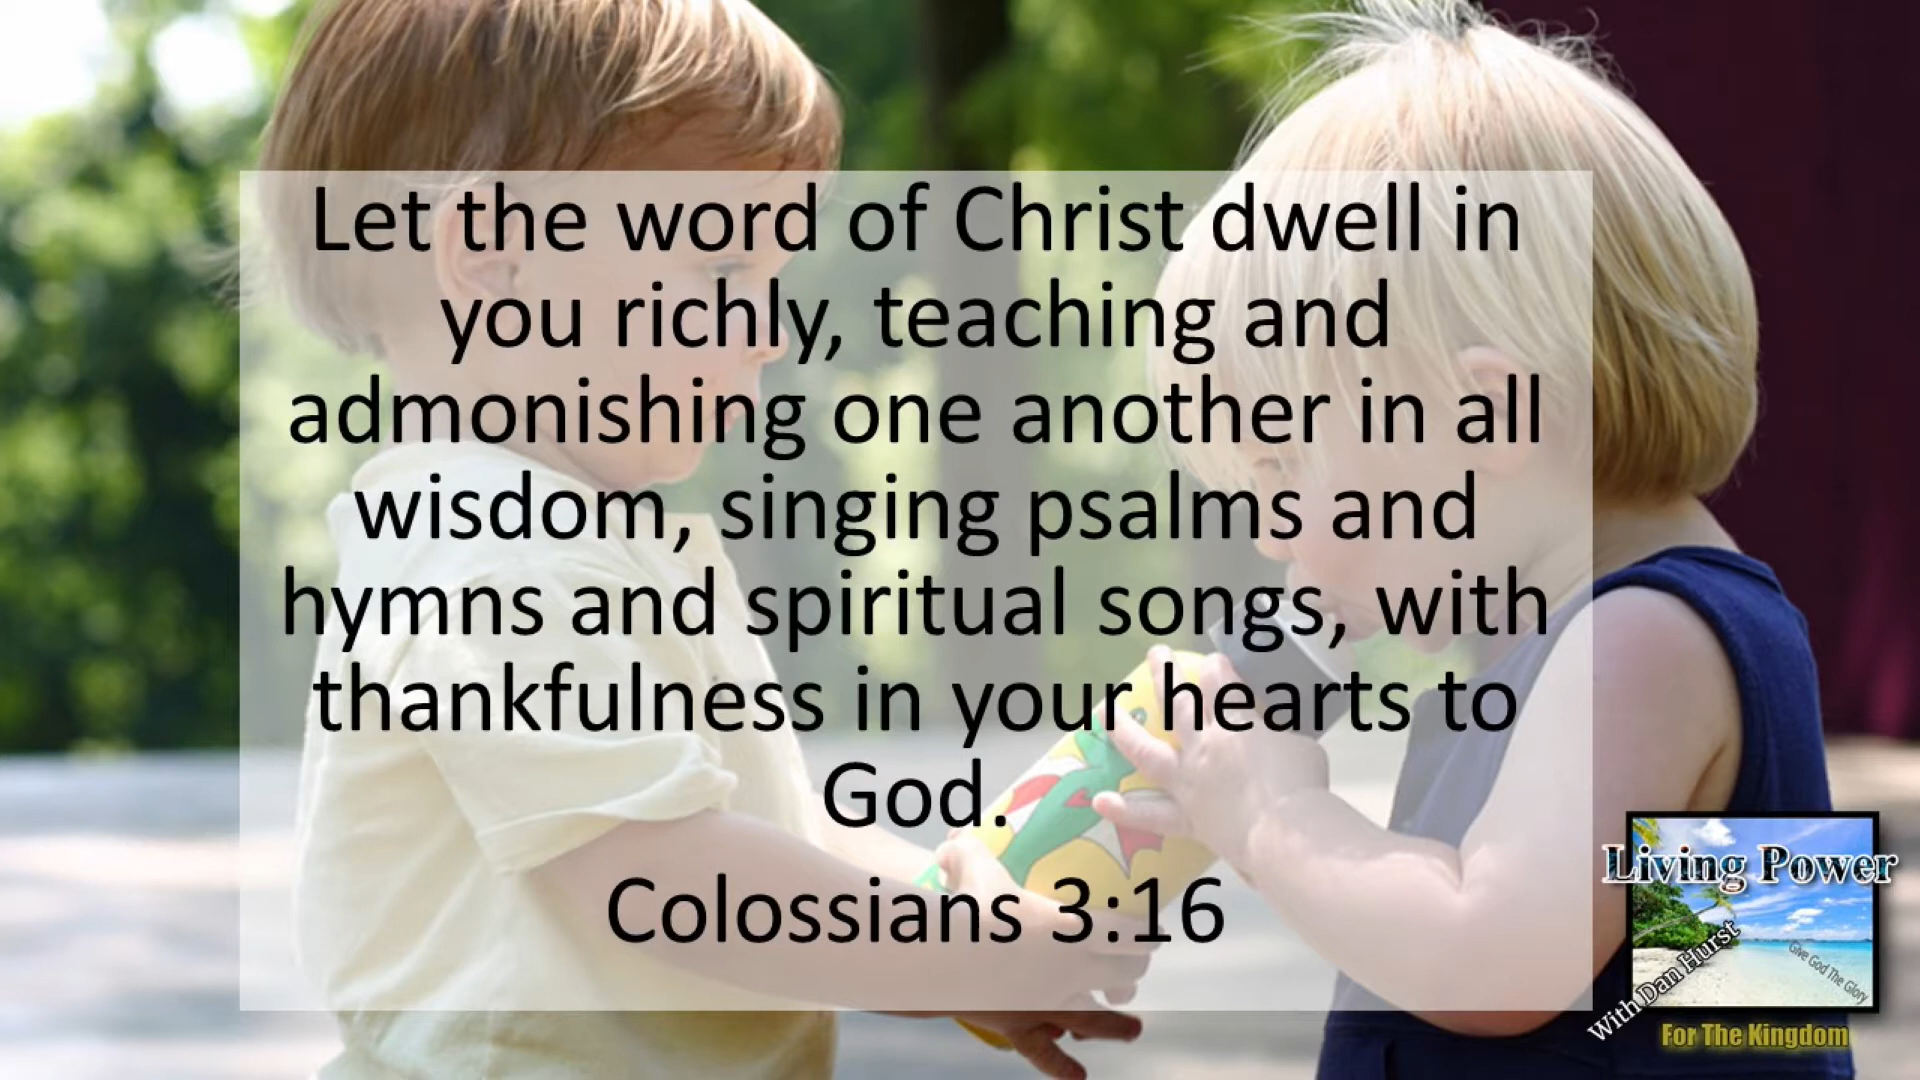 Let the word of Christ dwell in
you richly, teaching and
admonishing one another in all
wisdom, singing psalms and
hymns and spiritual songs, with
thankfulness in your hearts to
God.
Colossians 3:16
Living Power
With Dan Hurst
Give God The Glory
For The Kingdom